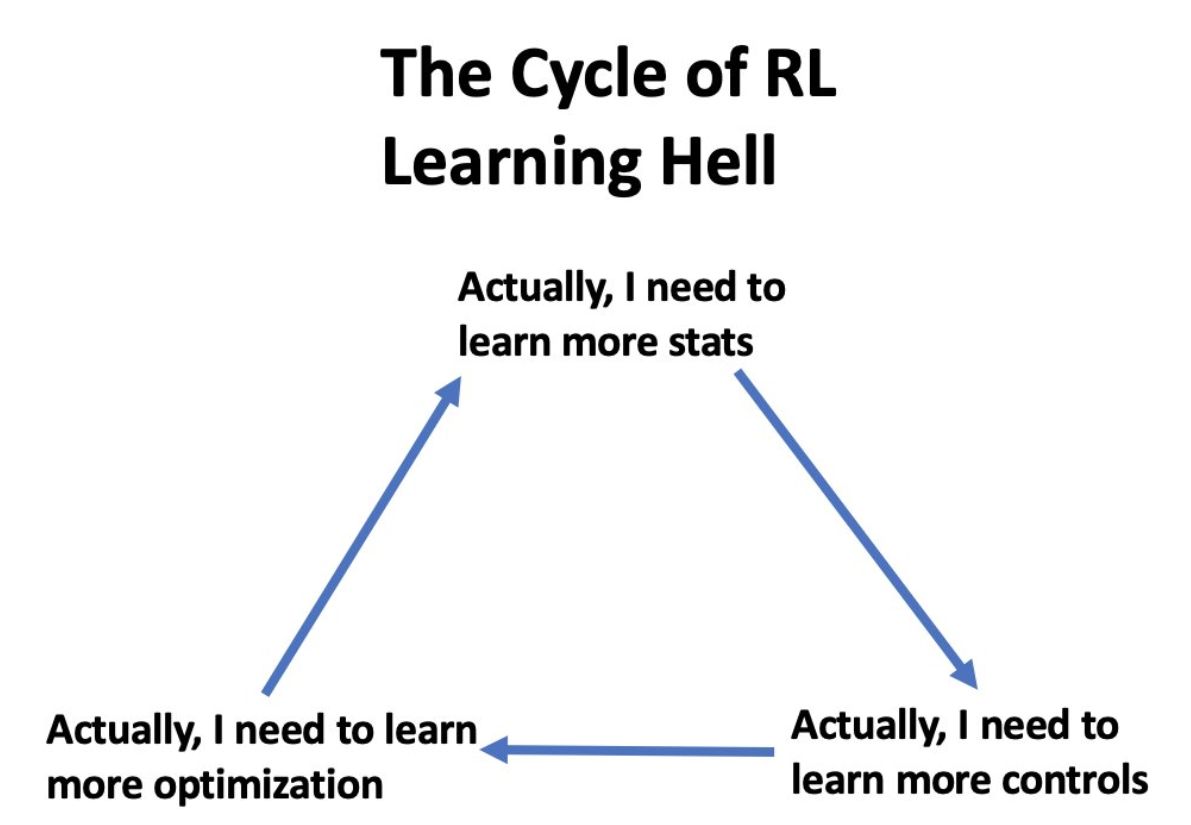 The Cycle of RL
Learning Hell
Actually, I need to
learn more stats
Actually, I need to learn
more optimization
Actually, I need to
learn more controls